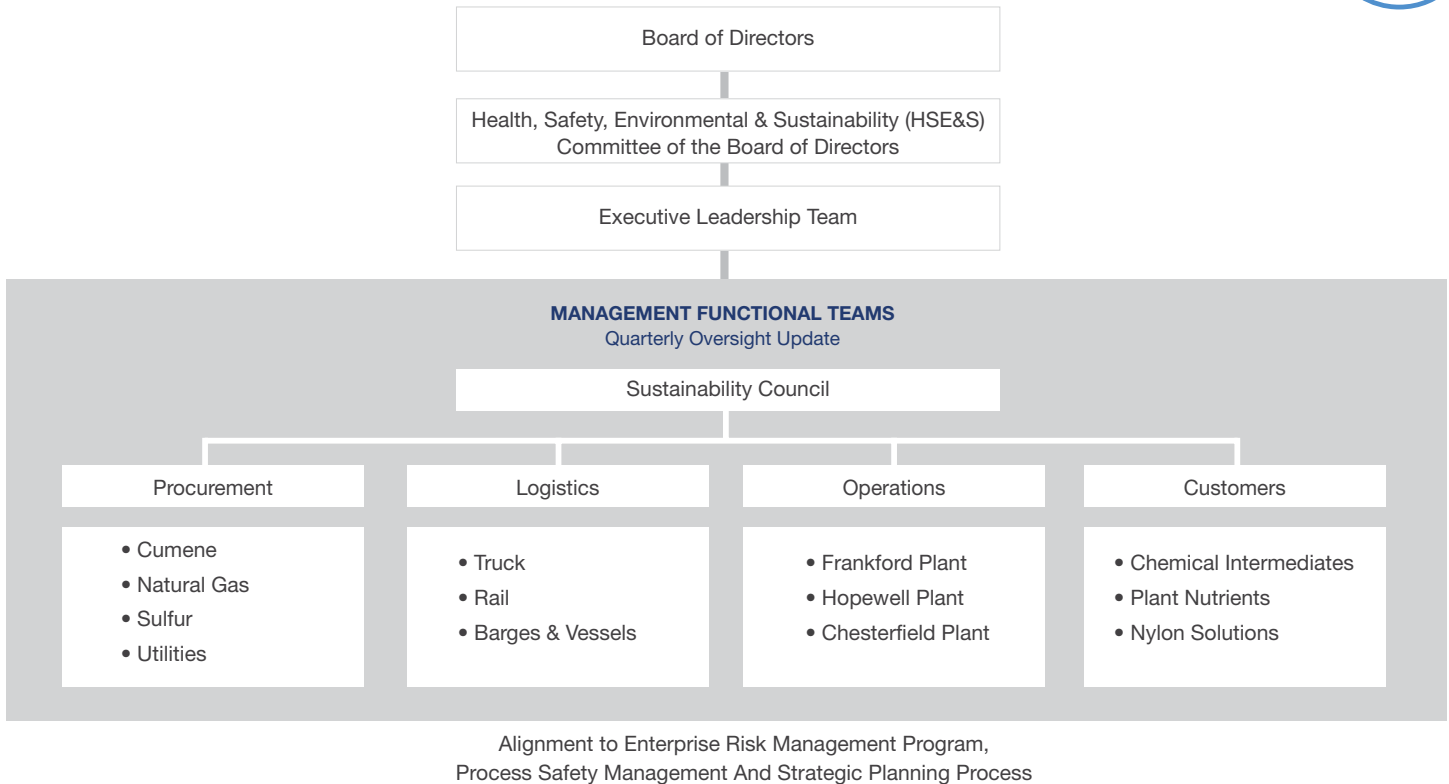 Board of Directors
Health, Safety, Environmental & Sustainability (HSE&S)
Committee of the Board of Directors
Executive Leadership Team
MANAGEMENT FUNCTIONAL TEAMS
Quarterly Oversight Update
Sustainability Council
Procurement
• Cumene
• Natural Gas
• Sulfur
• Utilities
Logistics
• Truck
• Rail
• Barges & Vessels
Operations
• Frankford Plant
• Hopewell Plant
• Chesterfield Plant
Customers
• Chemical Intermediates
• Plant Nutrients
• Nylon Solutions
Alignment to Enterprise Risk Management Program,
Process Safety Management And Strategic Planning Process